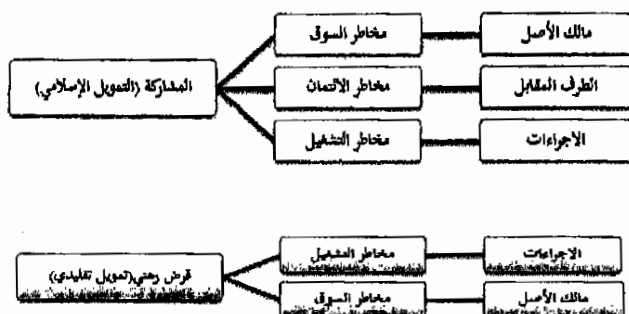 مخاطر السوق
مالك الأصل
المشاركة (التمويل الإسلامي)
مخاطر الائتمان
الطرف المقابل
مخاطر التشغيل
الاجراءات
قرض رهني (تمويل تقليدي)
مخاطر التشغيل
الاجراءات
مخاطر السوق
مالك الأصل